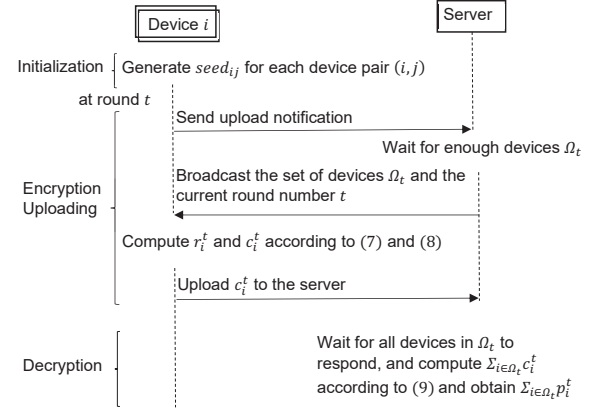 Device i
Server
Initialization
Generate seed_{ij} for each device pair (i, j)
at round t
Send upload notification
Wait for enough devices Ω_t
Encryption
Uploading
Broadcast the set of devices Ω_t and the
current round number t
Compute r_i^t and c_i^t according to (7) and (8)
Upload c_i^t to the server
Decryption
Wait for all devices in Ω_t to
respond, and compute Σ_{i∈Ω_t} c_i^t
according to (9) and obtain Σ_{i∈Ω_t} p_i^t